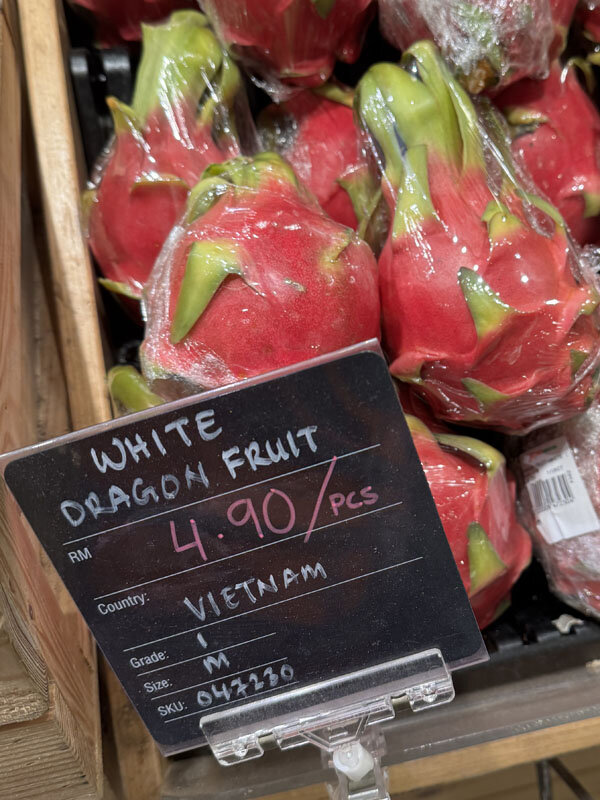 WHITE
DRAGON FRUIT
RM 4.90/PCS
Country: VIETNAM
Grade: 1
Size: M
SKU: 047230